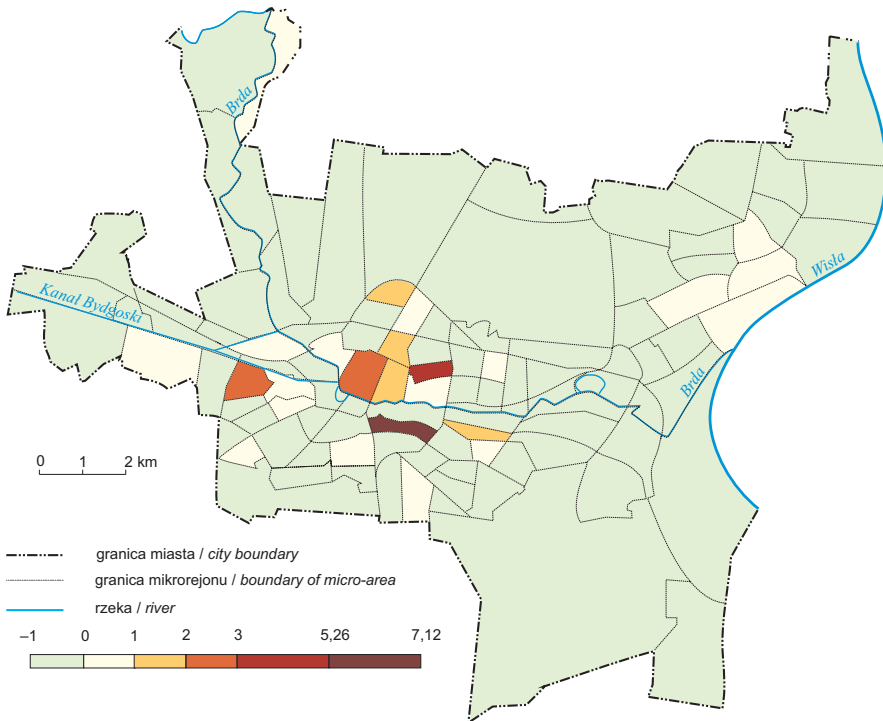 Brda
Wisła
Kanał Bydgoski
Brda
0 1 2 km
granica miasta / city boundary
granica mikrorejonu / boundary of micro-area
rzeka / river
–1 0 1 2 3 5,26 7,12